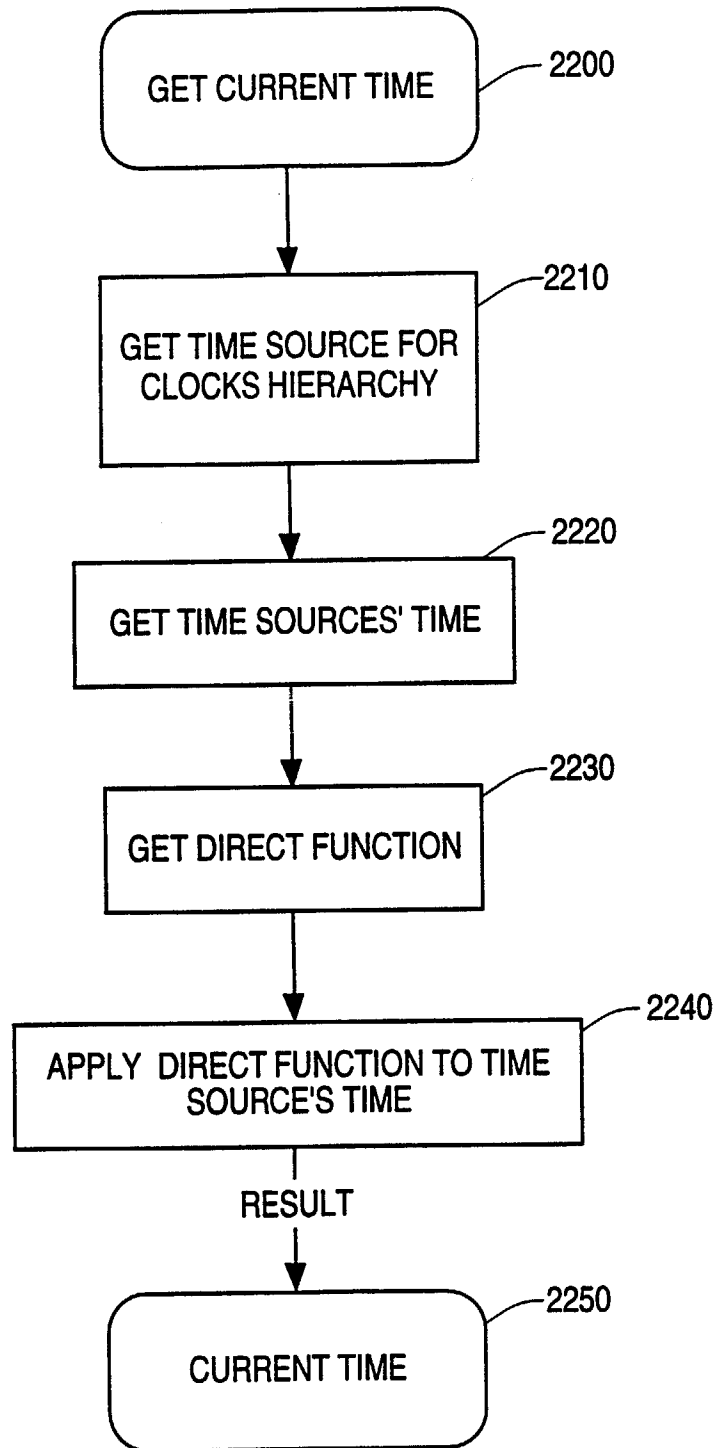 GET CURRENT TIME
2200
2210
GET TIME SOURCE FOR
CLOCKS HIERARCHY
2220
GET TIME SOURCES' TIME
2230
GET DIRECT FUNCTION
2240
APPLY DIRECT FUNCTION TO TIME
SOURCE'S TIME
RESULT
2250
CURRENT TIME